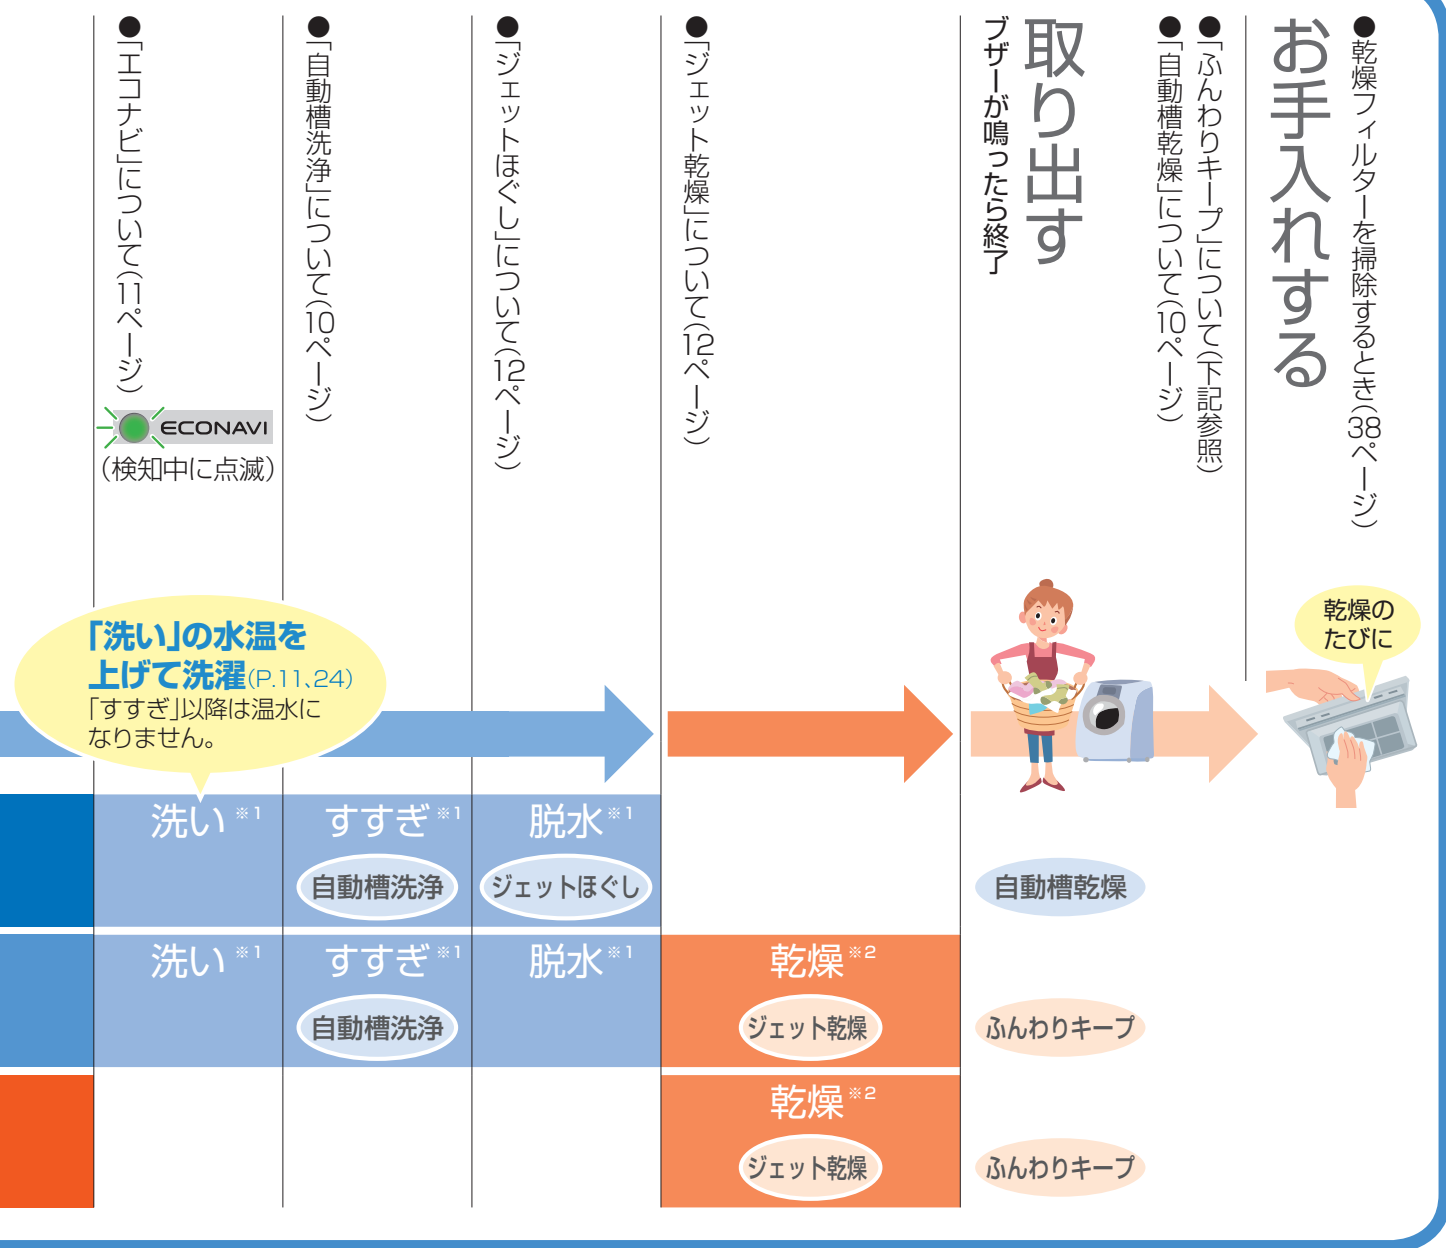 ●「エコナビ」について(11ページ)
ECONAVI
(検知中に点滅)
●「自動槽洗浄」について(10ページ)
●「ジェットほぐし」について(12ページ)
●「ジェット乾燥」について(12ページ)
取り出す
ブザーが鳴ったら終了
●「ふんわりキープ」について(下記参照)
●「自動槽乾燥」について(10ページ)
お手入れする
●乾燥フィルターを掃除するとき(38ページ)
「洗い」の水温を
上げて洗濯(P.11、24)
「すすぎ」以降は温水に
なりません。
乾燥の
たびに
洗い※1 すすぎ※1 脱水※1
自動槽洗浄 ジェットほぐし 自動槽乾燥
洗い※1 すすぎ※1 脱水※1 乾燥※2
自動槽洗浄 ジェット乾燥 ふんわりキープ
乾燥※2
ジェット乾燥 ふんわりキープ